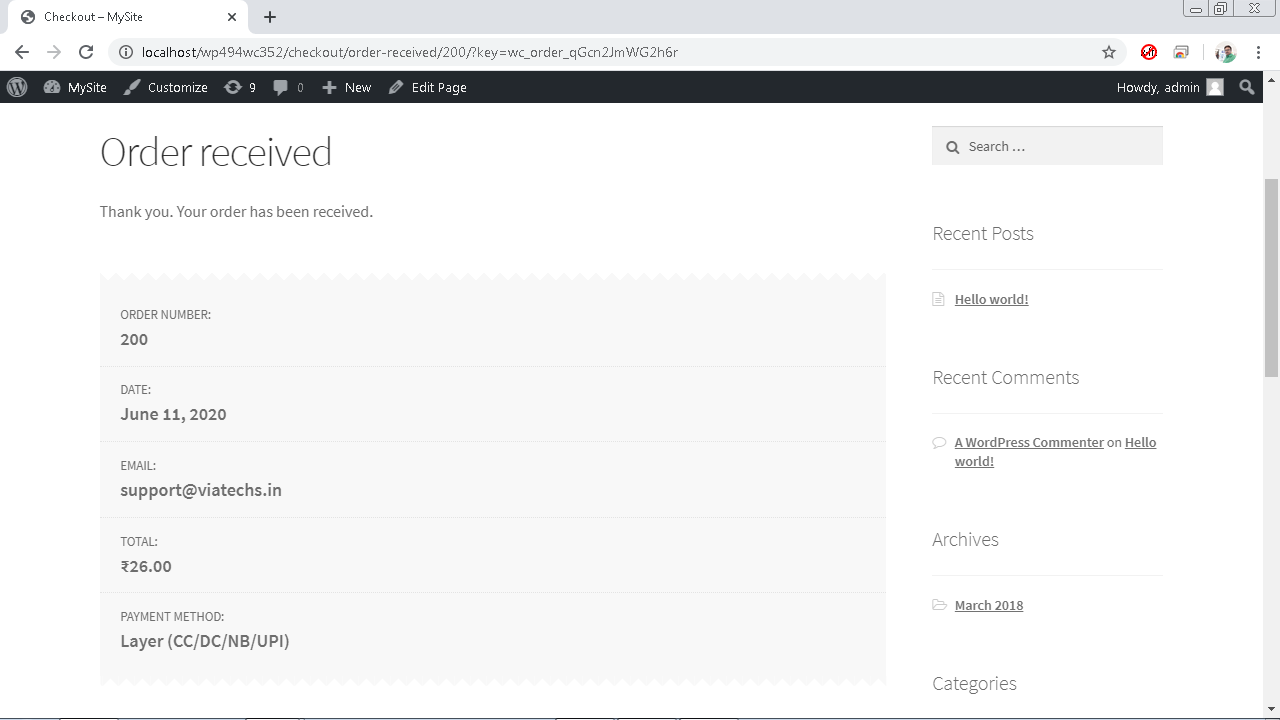 Checkout – MySite
localhost/wp494wc352/checkout/order-received/200/?key=wc_order_qGcn2JmWG2h6r
MySite Customize 9 0 New Edit Page Howdy, admin
Order received
Thank you. Your order has been received.
ORDER NUMBER:
200
DATE:
June 11, 2020
EMAIL:
support@viatechs.in
TOTAL:
₹26.00
PAYMENT METHOD:
Layer (CC/DC/NB/UPI)
Search …
Recent Posts
Hello world!
Recent Comments
A WordPress Commenter on Hello
world!
Archives
March 2018
Categories